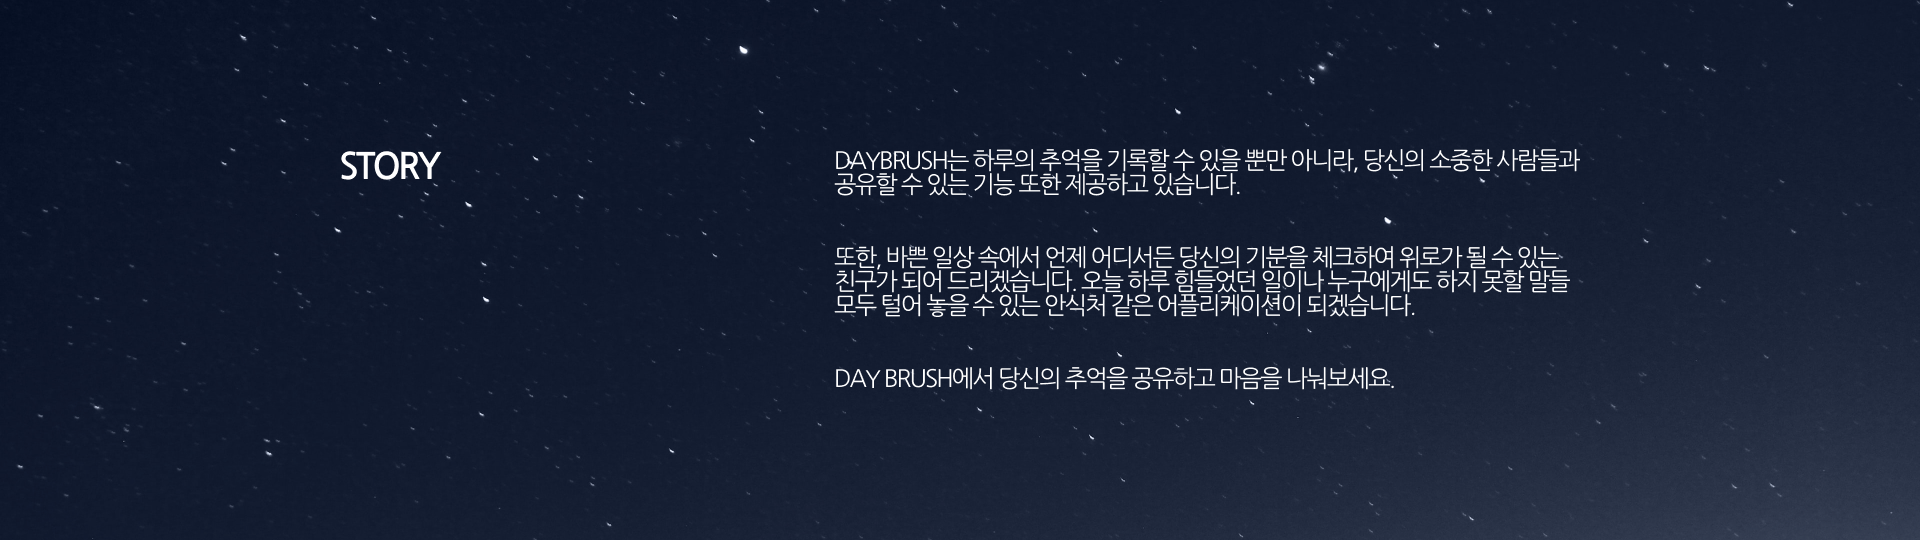 STORY
DAYBRUSH는 하루의 추억을 기록할 수 있을 뿐만 아니라, 당신의 소중한 사람들과
공유할 수 있는 기능 또한 제공하고 있습니다.
또한, 바쁜 일상 속에서 언제 어디서든 당신의 기분을 체크하여 위로가 될 수 있는
친구가 되어 드리겠습니다. 오늘 하루 힘들었던 일이나 누구에게도 하지 못할 말들
모두 털어 놓을 수 있는 안식처 같은 어플리케이션이 되겠습니다.
DAY BRUSH에서 당신의 추억을 공유하고 마음을 나눠보세요.